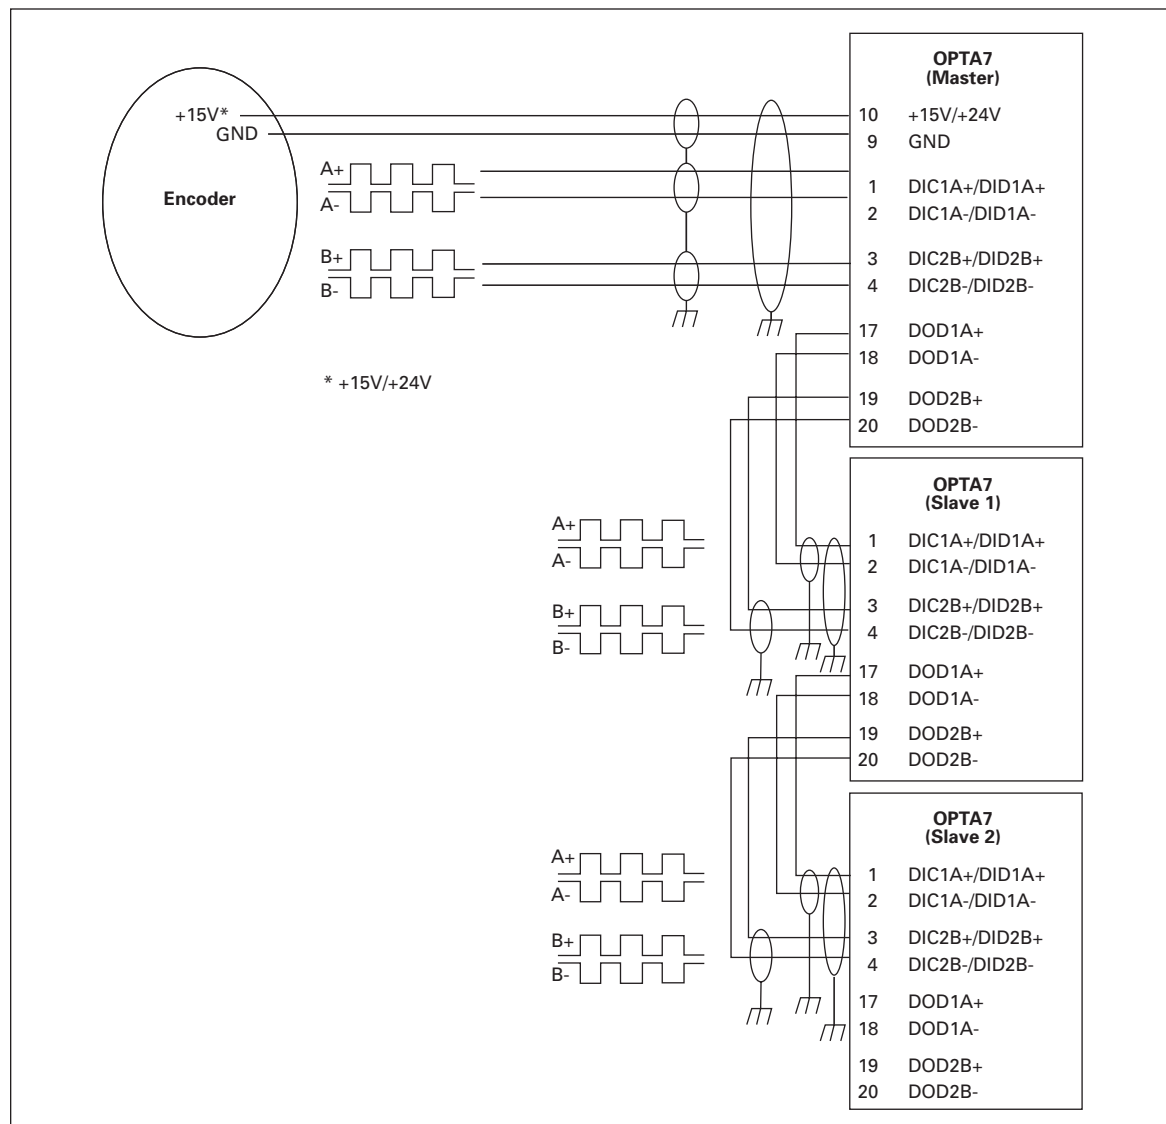 OPTA7
(Master)
+15V*
GND
10 +15V/+24V
9 GND
Encoder
A+
A-
1 DIC1A+/DID1A+
2 DIC1A-/DID1A-
B+
B-
3 DIC2B+/DID2B+
4 DIC2B-/DID2B-
17 DOD1A+
18 DOD1A-
* +15V/+24V
19 DOD2B+
20 DOD2B-
OPTA7
(Slave 1)
A+
A-
1 DIC1A+/DID1A+
2 DIC1A-/DID1A-
B+
B-
3 DIC2B+/DID2B+
4 DIC2B-/DID2B-
17 DOD1A+
18 DOD1A-
19 DOD2B+
20 DOD2B-
OPTA7
(Slave 2)
A+
A-
1 DIC1A+/DID1A+
2 DIC1A-/DID1A-
B+
B-
3 DIC2B+/DID2B+
4 DIC2B-/DID2B-
17 DOD1A+
18 DOD1A-
19 DOD2B+
20 DOD2B-